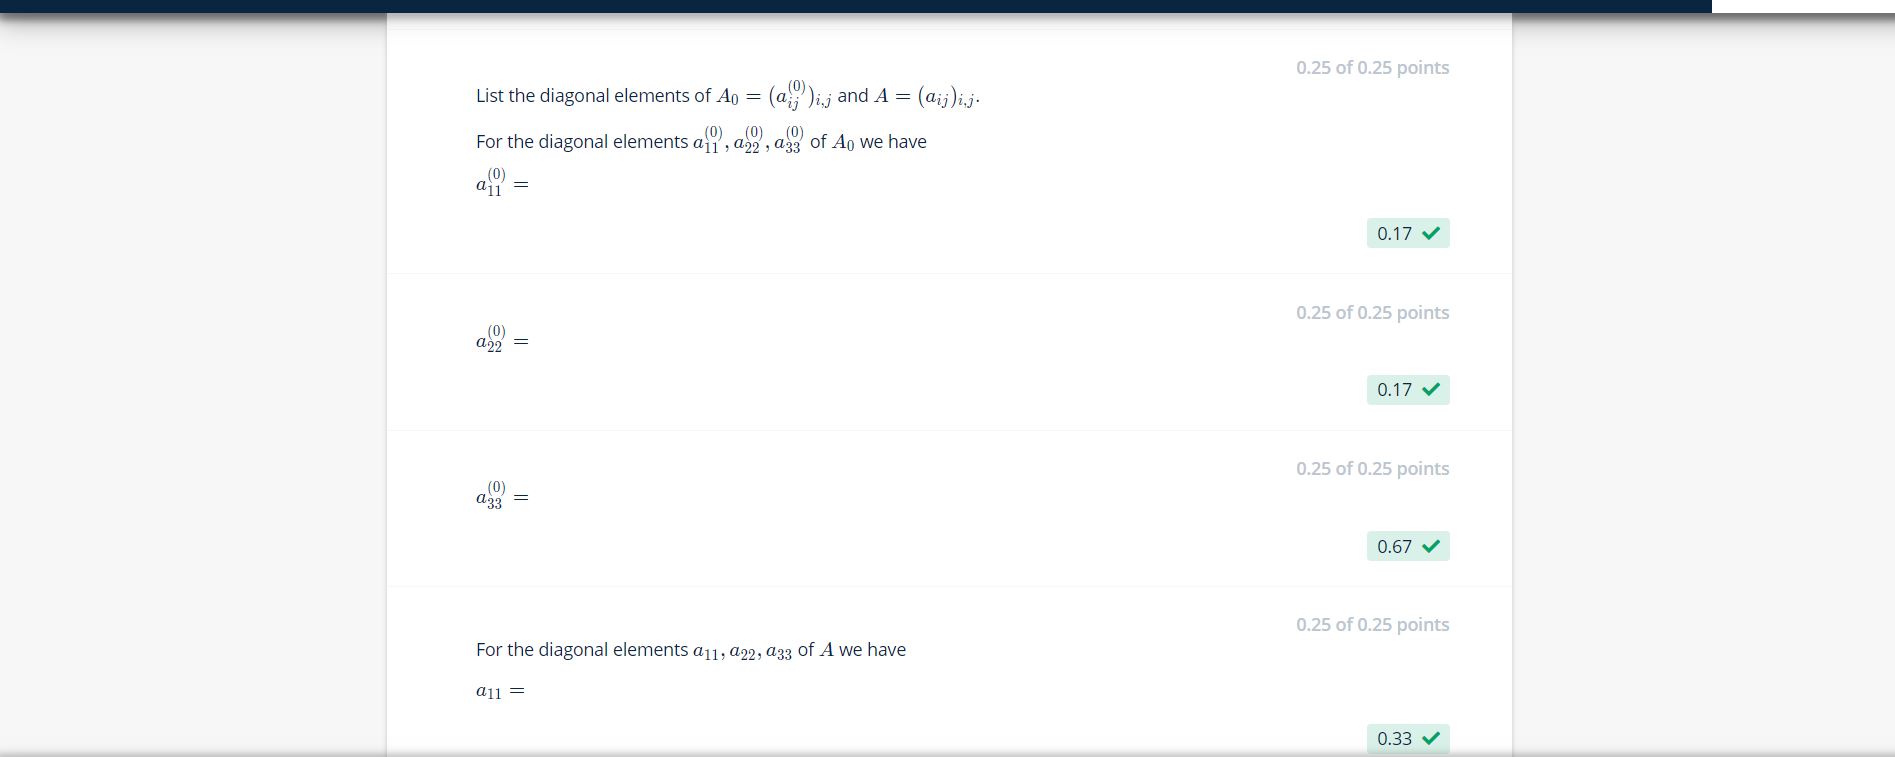 0.25 of 0.25 points
List the diagonal elements of $A_0 = (a_{ij}^{(0)})_{i,j}$ and $A = (a_{ij})_{i,j}$.
For the diagonal elements $a_{11}^{(0)}, a_{22}^{(0)}, a_{33}^{(0)}$ of $A_0$ we have
$a_{11}^{(0)} =$
0.17 ✔
0.25 of 0.25 points
$a_{22}^{(0)} =$
0.17 ✔
0.25 of 0.25 points
$a_{33}^{(0)} =$
0.67 ✔
0.25 of 0.25 points
For the diagonal elements $a_{11}, a_{22}, a_{33}$ of $A$ we have
$a_{11} =$
0.33 ✔